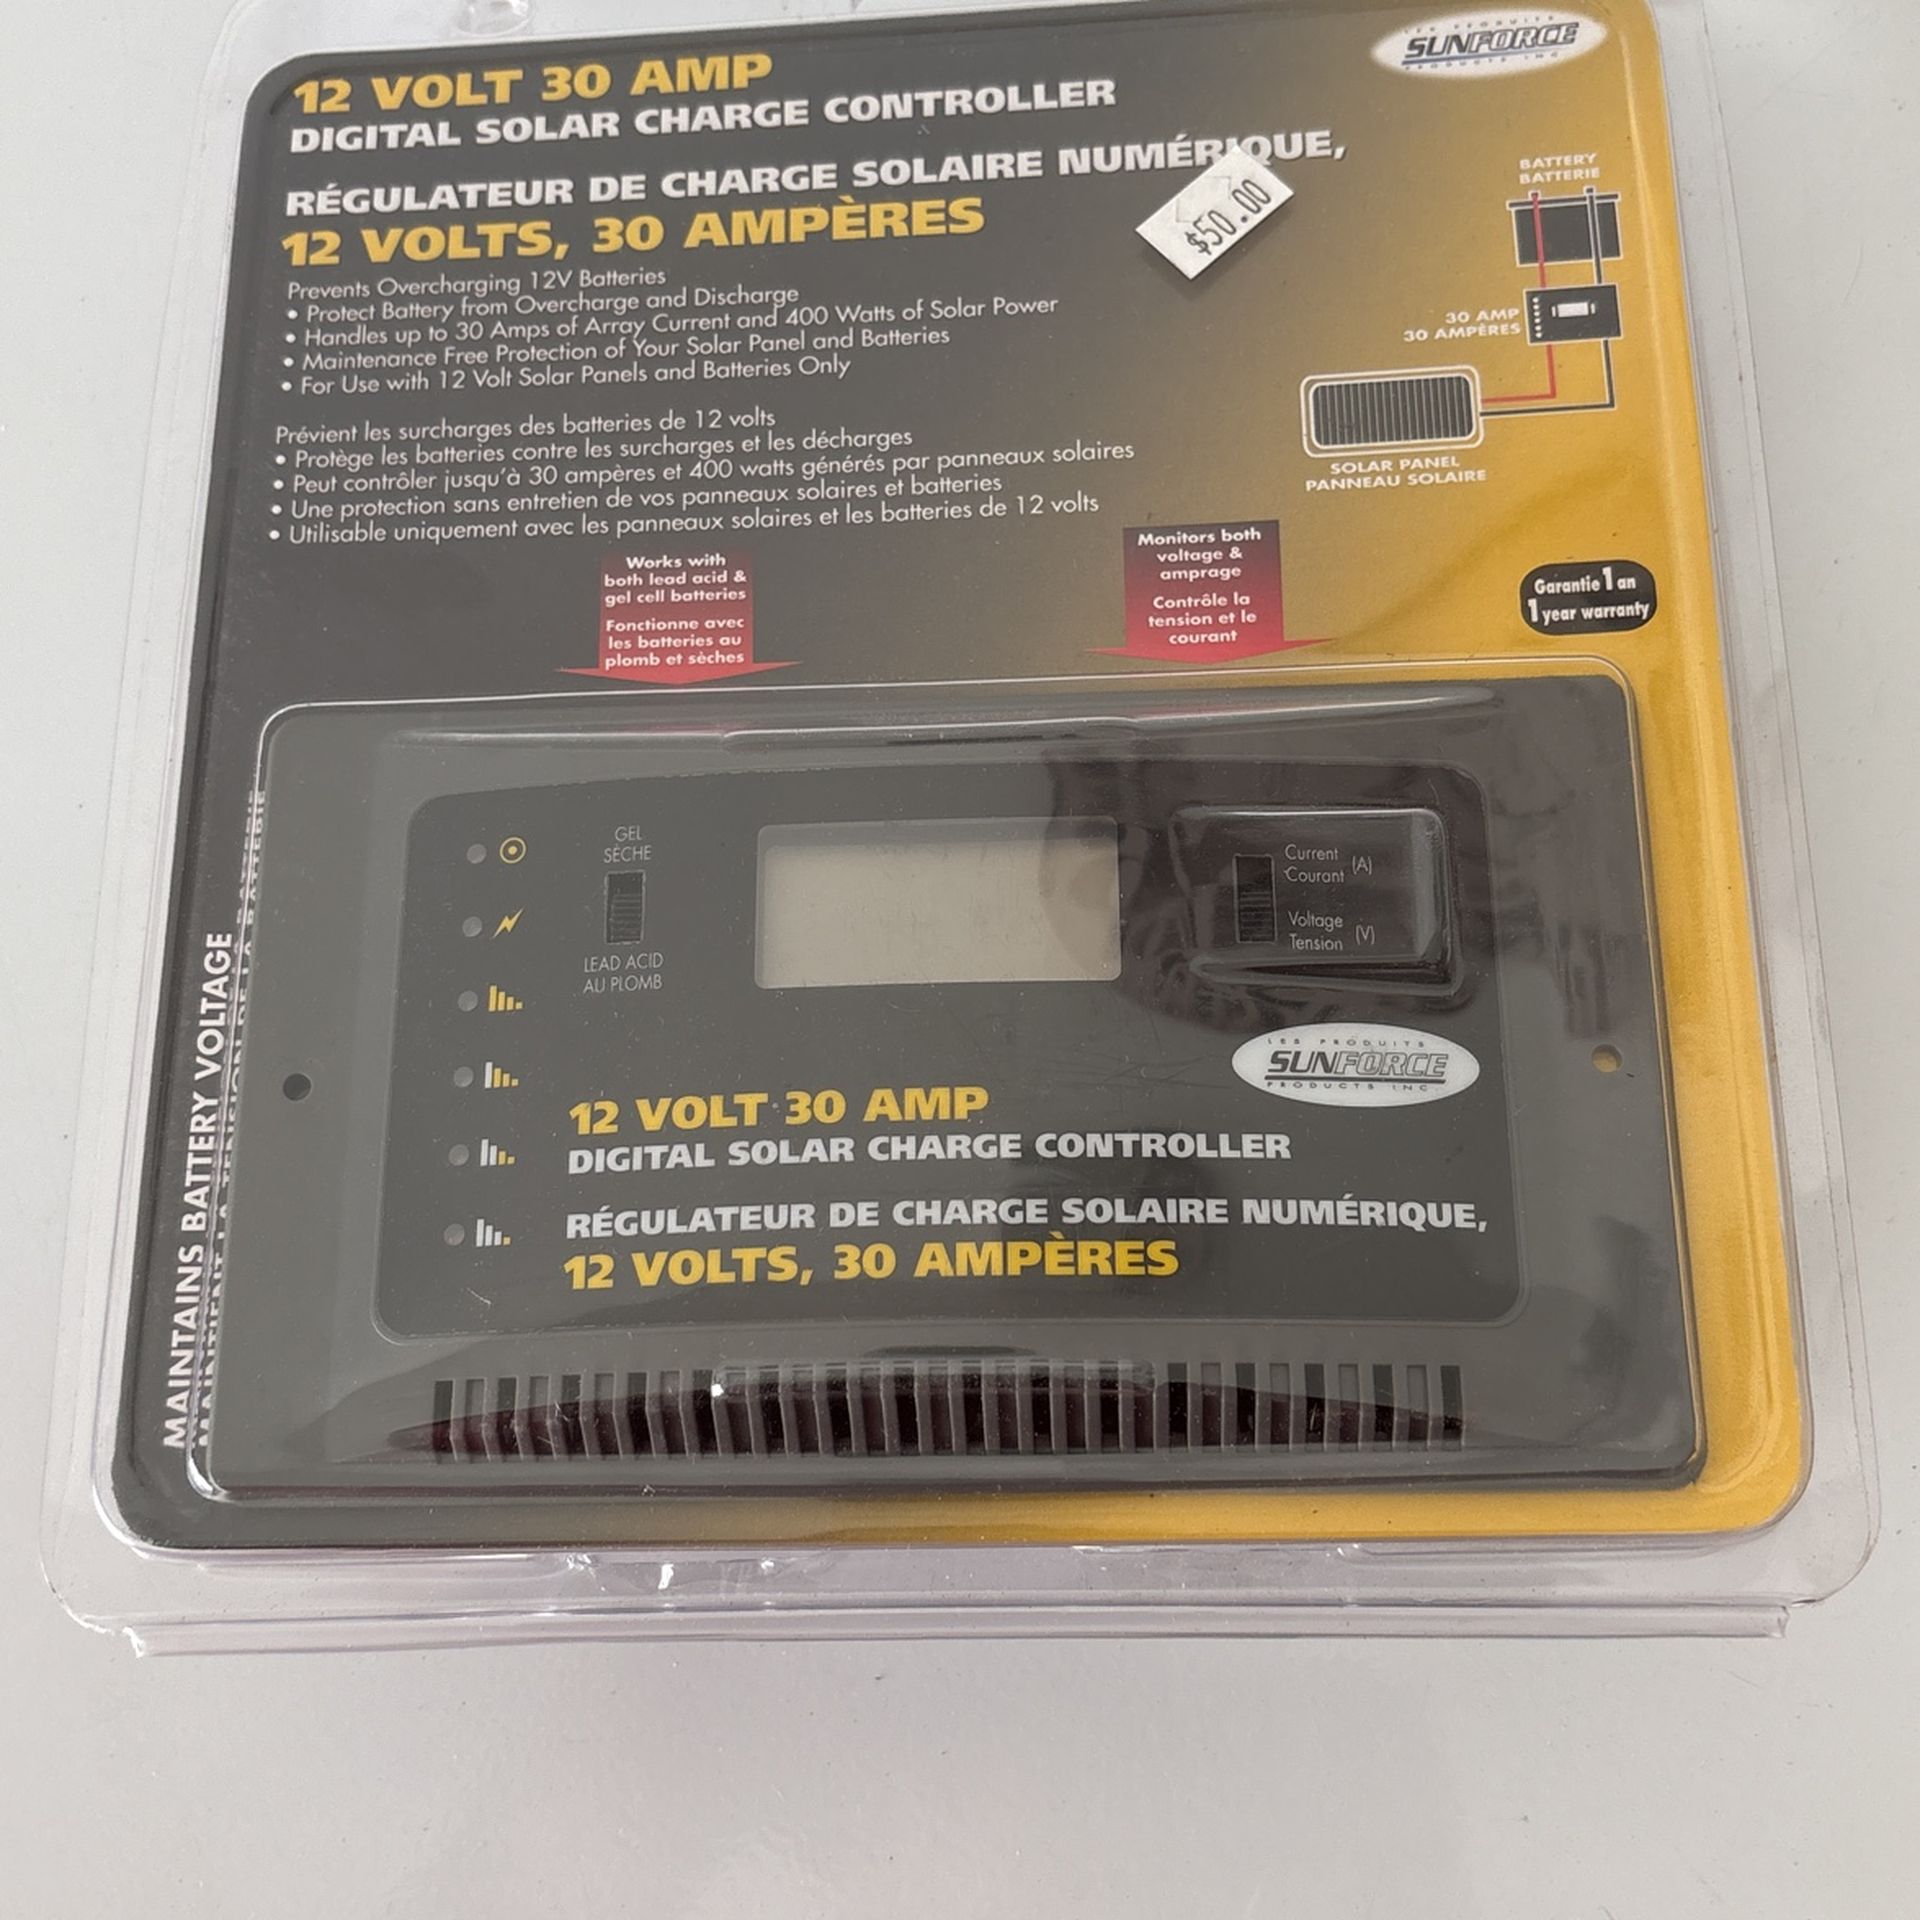 LES PRODUITS
SUNFORCE
PRODUCTS INC
12 VOLT 30 AMP
DIGITAL SOLAR CHARGE CONTROLLER
RÉGULATEUR DE CHARGE SOLAIRE NUMÉRIQUE,
12 VOLTS, 30 AMPÈRES
$50.00
Prevents Overcharging 12V Batteries
• Protect Battery from Overcharge and Discharge
• Handles up to 30 Amps of Array Current and 400 Watts of Solar Power
• Maintenance Free Protection of Your Solar Panel and Batteries
• For Use with 12 Volt Solar Panels and Batteries Only
Prévient les surcharges des batteries de 12 volts
• Protège les batteries contre les surcharges et les décharges
• Peut contrôler jusqu'à 30 ampères et 400 watts générés par panneaux solaires
• Une protection sans entretien de vos panneaux solaires et batteries
• Utilisable uniquement avec les panneaux solaires et les batteries de 12 volts
BATTERY
BATTERIE
30 AMP
30 AMPÈRES
SOLAR PANEL
PANNEAU SOLAIRE
Works with
both lead acid &
gel cell batteries
Fonctionne avec
les batteries au
plomb et sèches
Monitors both
voltage &
amprage
Contrôle la
tension et le
courant
Garantie 1 an
1 year warranty
MAINTAINS BATTERY VOLTAGE
MAINTIENT LA TENSION DE LA BATTERIE
GEL
SÈCHE
LEAD ACID
AU PLOMB
Current
Courant (A)
Voltage
Tension (V)
LES PRODUITS
SUNFORCE
PRODUCTS INC.
12 VOLT 30 AMP
DIGITAL SOLAR CHARGE CONTROLLER
RÉGULATEUR DE CHARGE SOLAIRE NUMÉRIQUE,
12 VOLTS, 30 AMPÈRES